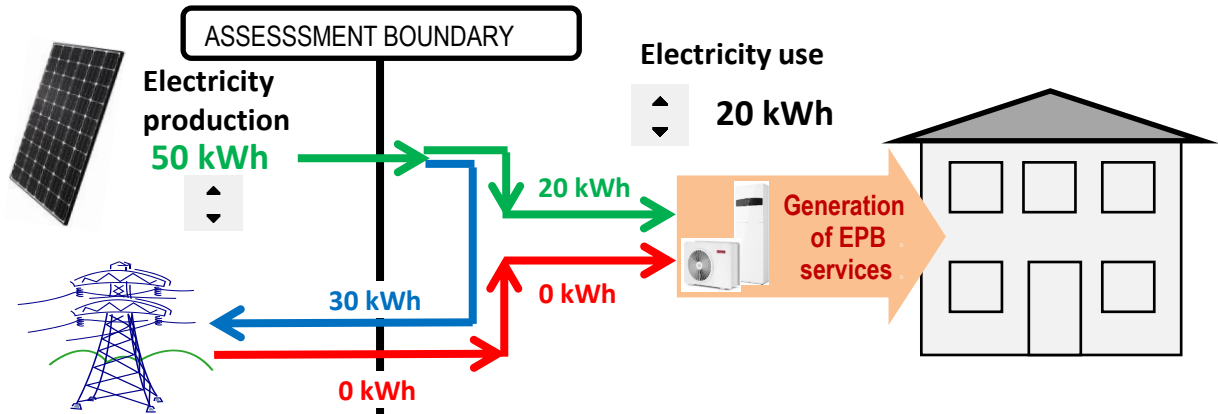 ASSESSSMENT BOUNDARY
Electricity
production
50 kWh
Electricity use
20 kWh
20 kWh
Generation
of EPB
services
0 kWh
30 kWh
0 kWh